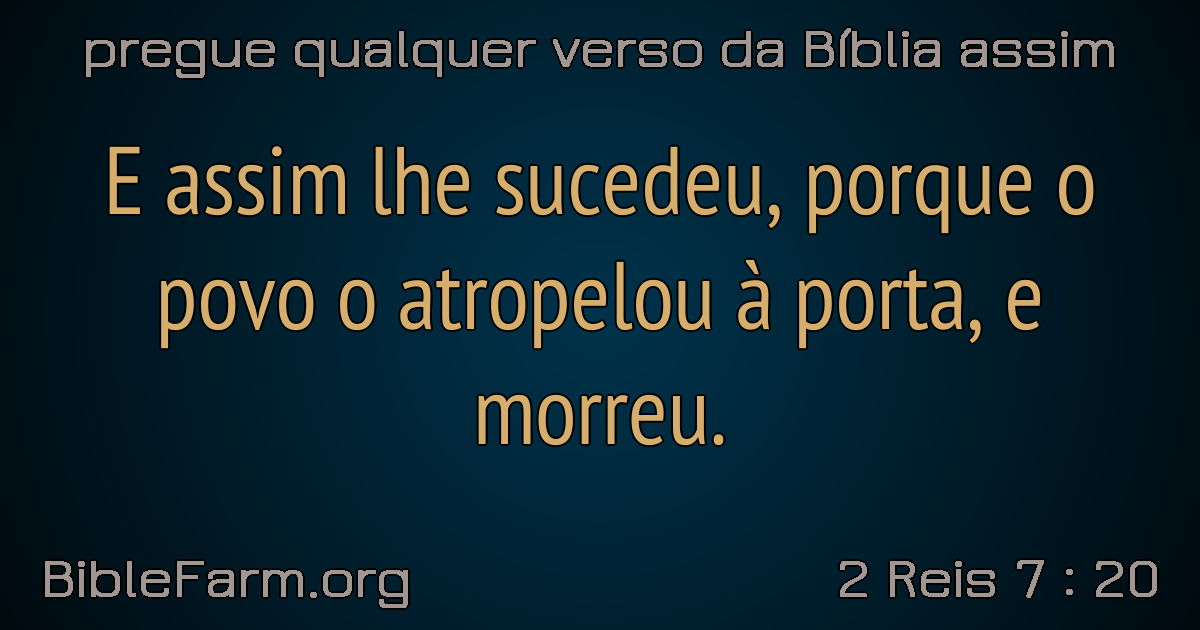 pregue qualquer verso da Bíblia assim
E assim lhe sucedeu, porque o
povo o atropelou à porta, e
morreu.
BibleFarm.org
2 Reis 7 : 20